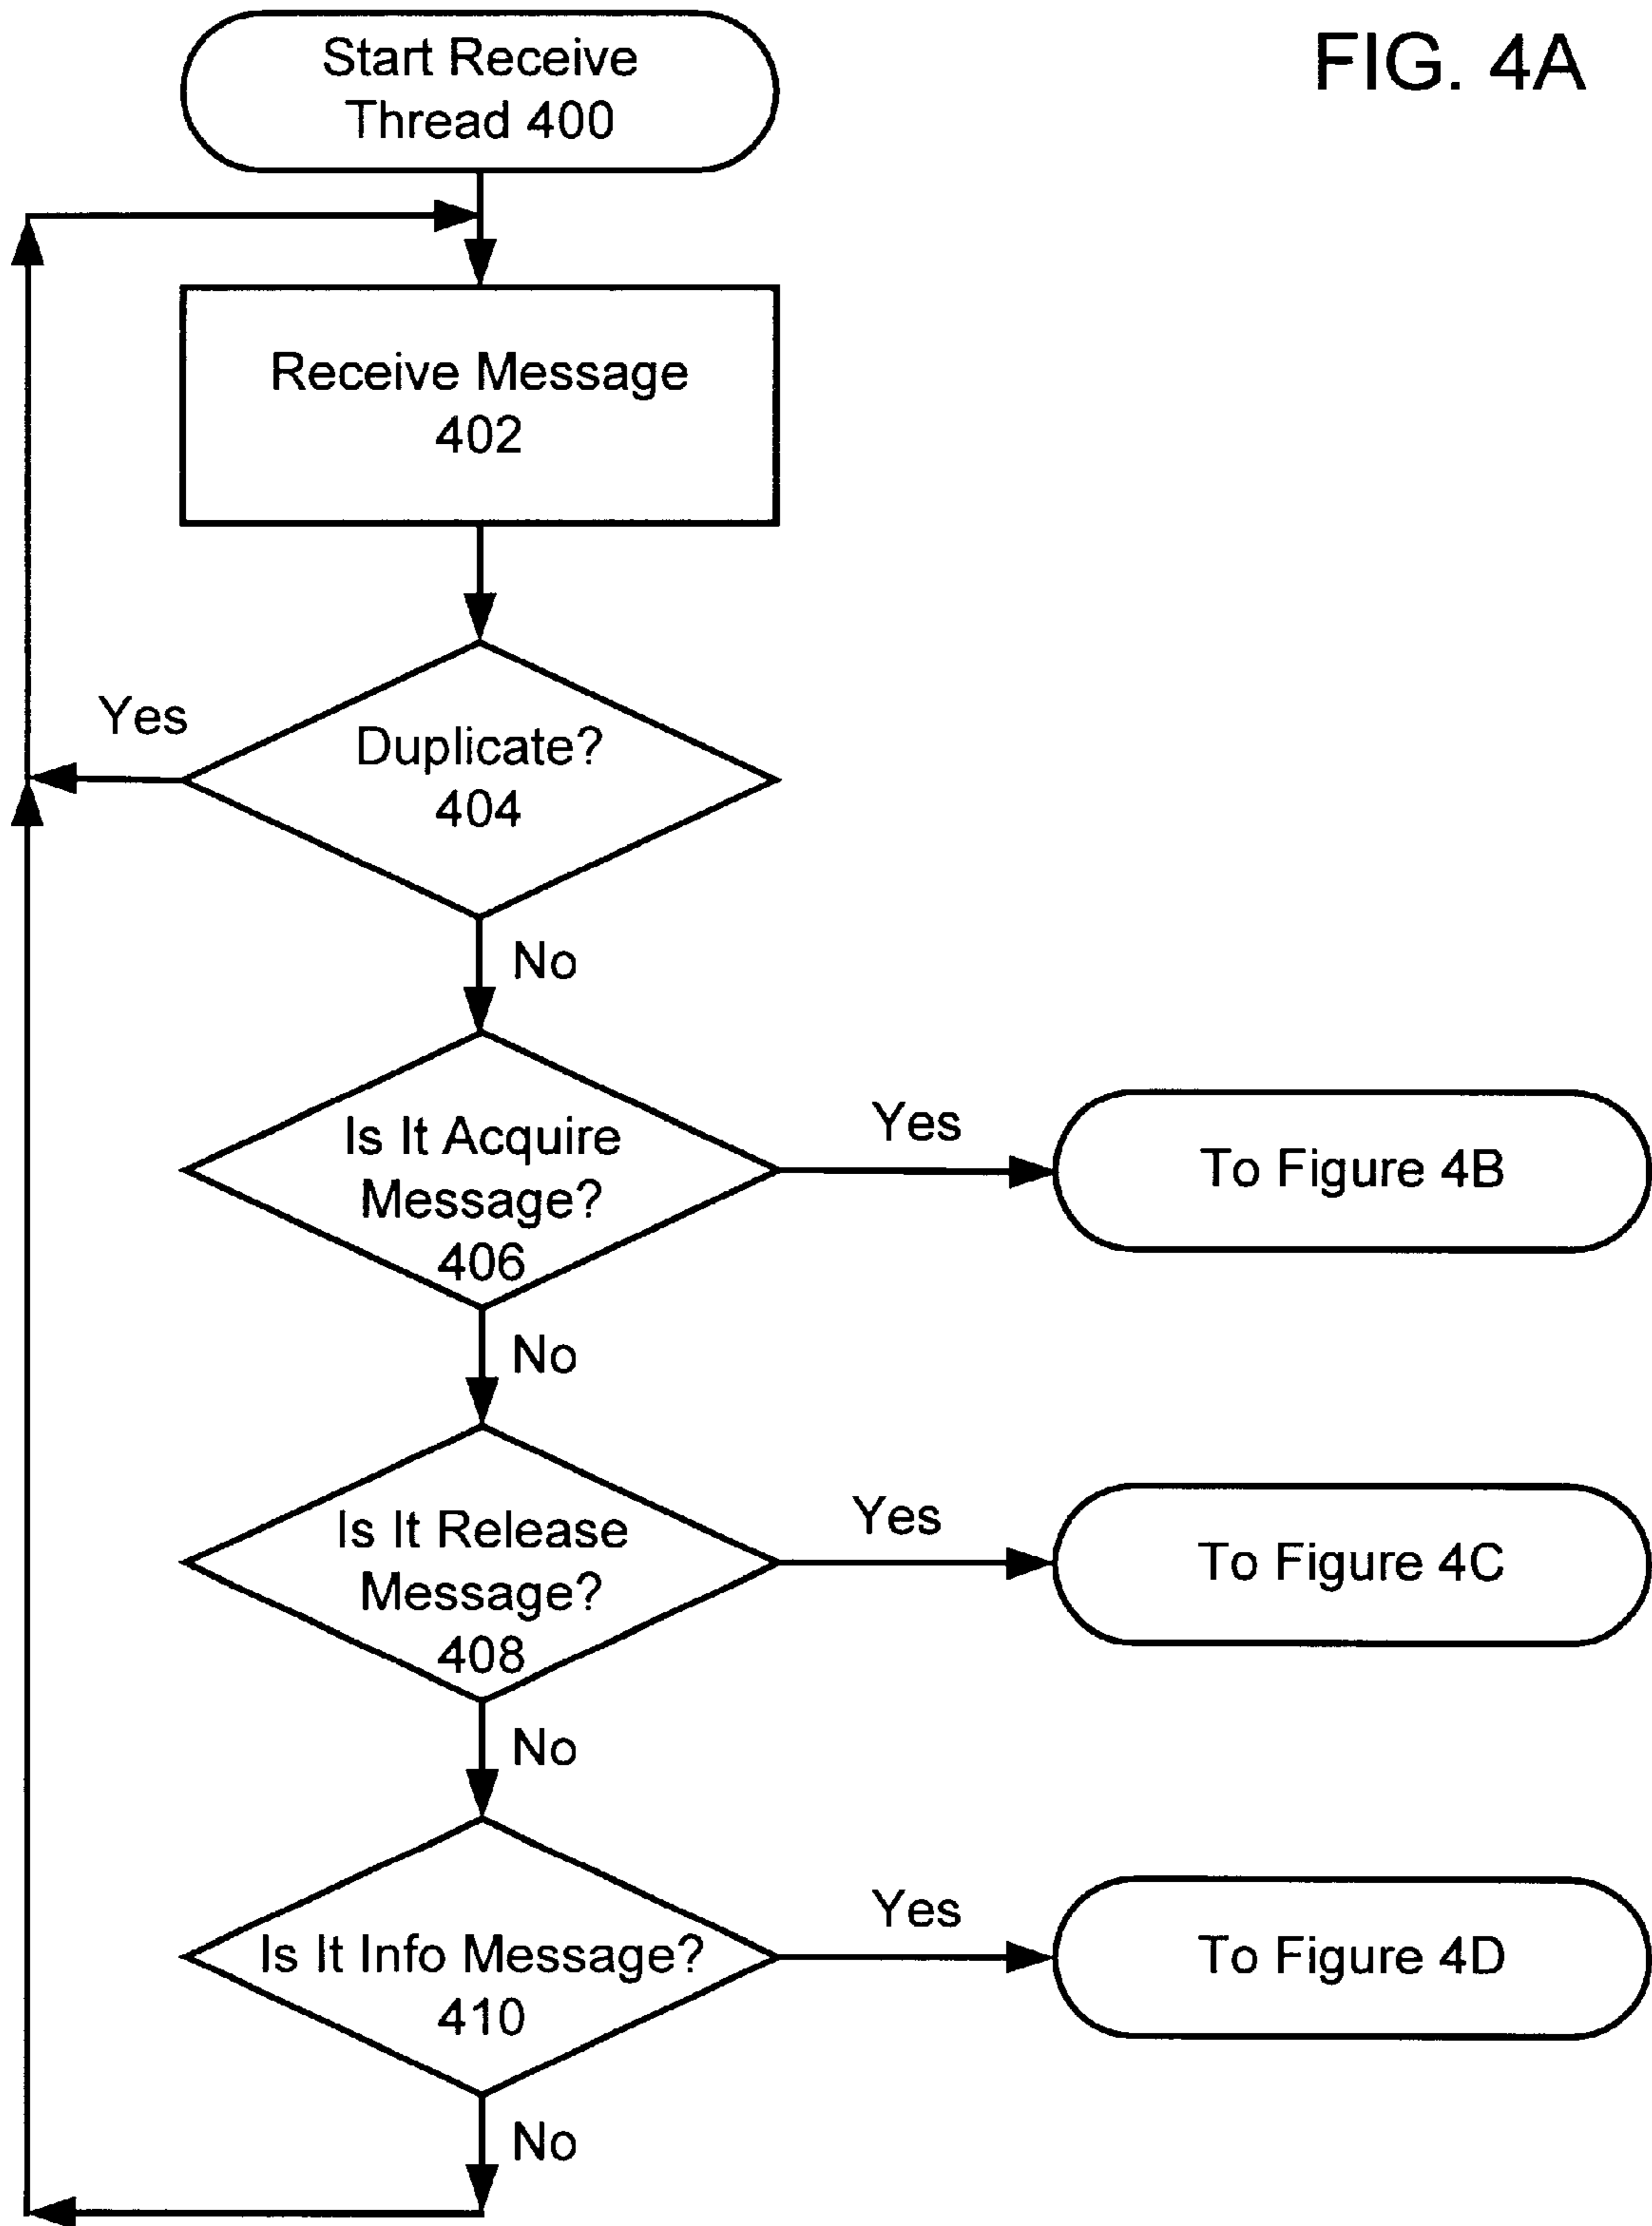 FIG. 4A
Start Receive
Thread 400
Receive Message
402
Yes
Duplicate?
404
No
Is It Acquire
Message?
406
Yes
To Figure 4B
No
Is It Release
Message?
408
Yes
To Figure 4C
No
Is It Info Message?
410
Yes
To Figure 4D
No